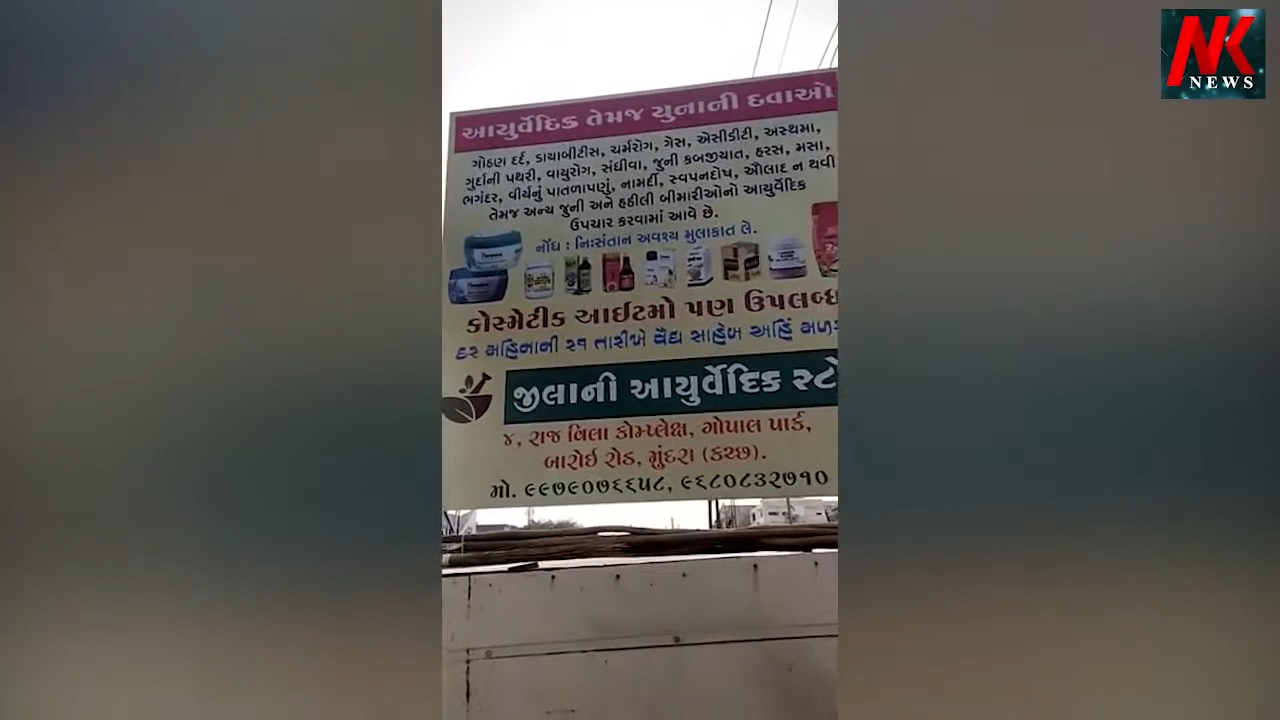 આયુર્વેદિક તેમજ યુનાની દવાઓ
ગોઠણ દર્દ, ડાયાબીટીસ, ચર્મરોગ, ગેસ, એસીડીટી, અસ્થમા,
ગુર્દાની પથરી, વાયુરોગ, સંધીવા, જુની કબજીયાત, હરસ, મસા,
ભગંદર, વીર્યનું પાતળાપણું, નામર્દી, સ્વપનદોષ, ઔલાદ ન થવી
તેમજ અન્ય જુની અને હઠીલી બીમારીઓનો આયુર્વેદિક
ઉપચાર કરવામાં આવે છે.
નોંધ : નિઃસંતાન અવશ્ય મુલાકાત લે.
કોસ્મેટીક આઈટમો પણ ઉપલબ્ધ
દર મહિનાની ૨૧ તારીખે વૈદ્ય સાહેબ અહિં મળ
જીલાની આયુર્વેદિક સ્ટો
૪, રાજ વિલા કોમ્પ્લેક્ષ, ગોપાલ પાર્ક,
બારોઇ રોડ, મુંદરા (કચ્છ).
મો. ૯૯૭૯૦૭૬૬૫૮, ૯૬૮૦૮૩૨૭૧૦
NK
NEWS